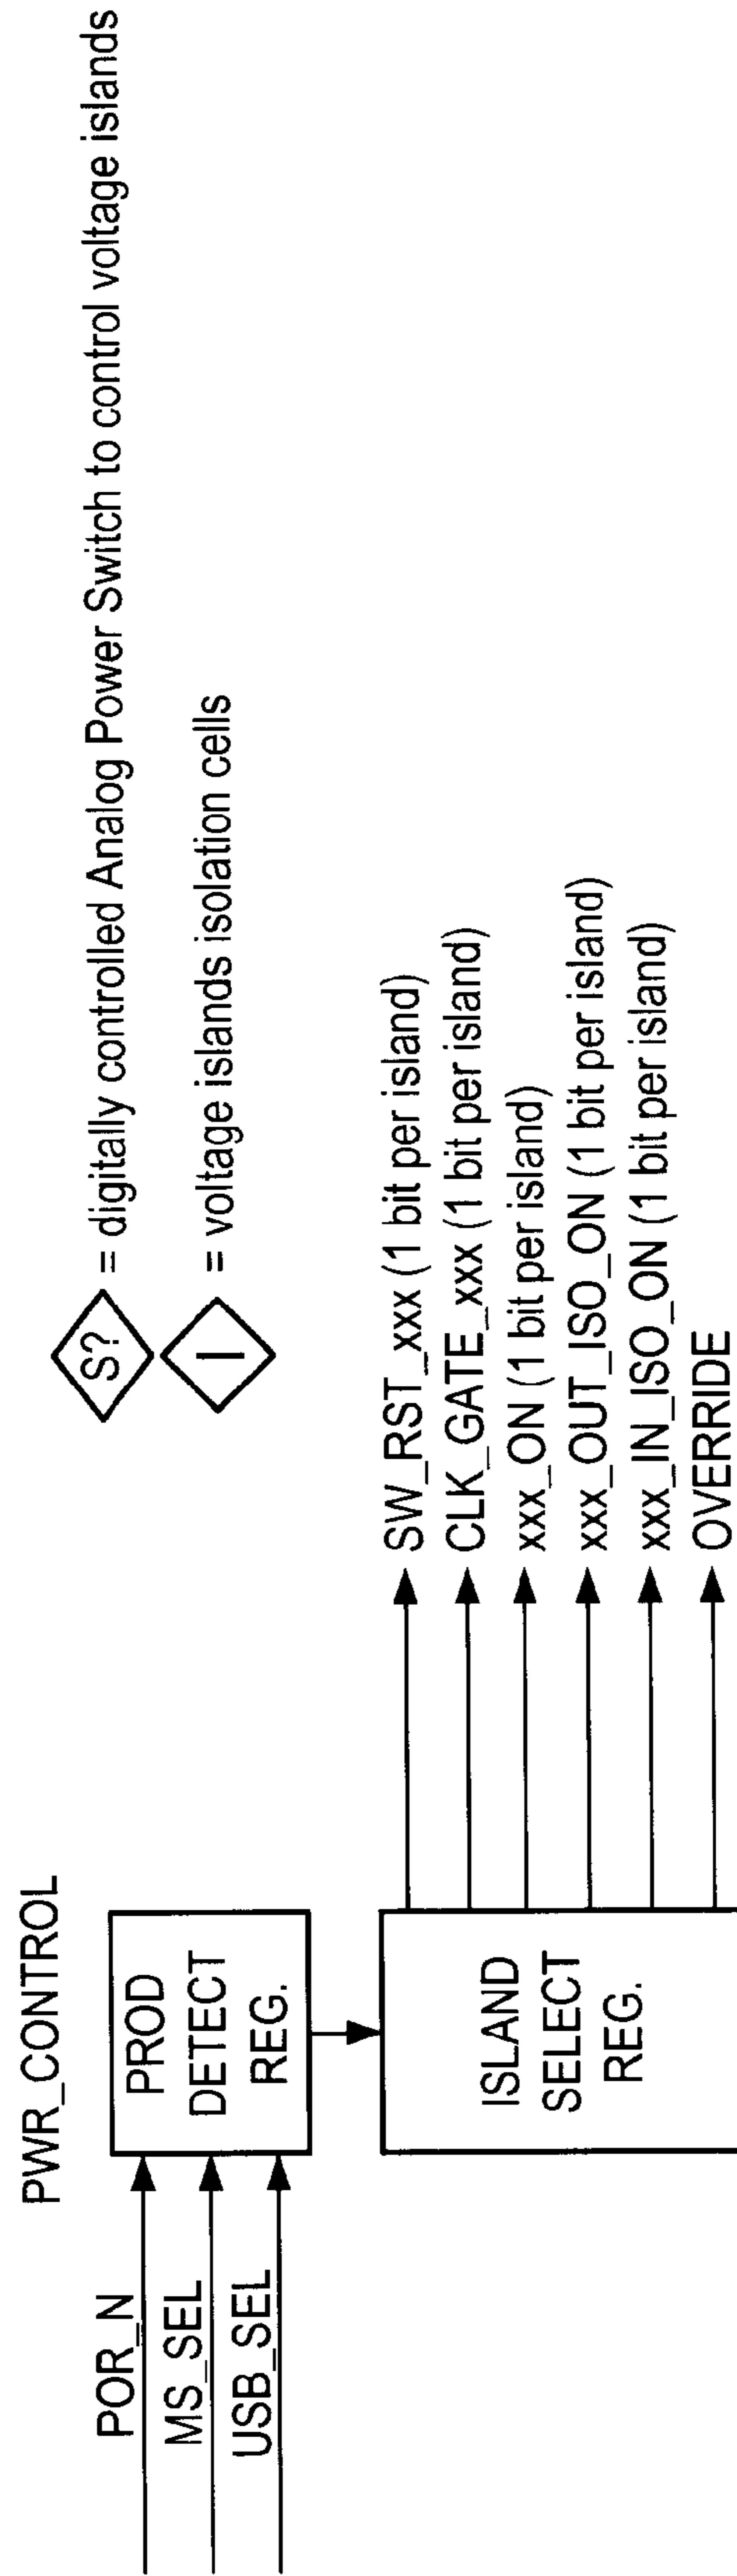 PWR_CONTROL
POR_N
MS_SEL
USB_SEL
PROD
DETECT
REG.
ISLAND
SELECT
REG.
S? = digitally controlled Analog Power Switch to control voltage islands
I = voltage islands isolation cells
SW_RST_xxx (1 bit per island)
CLK_GATE_xxx (1 bit per island)
xxx_ON (1 bit per island)
xxx_OUT_ISO_ON (1 bit per island)
xxx_IN_ISO_ON (1 bit per island)
OVERRIDE